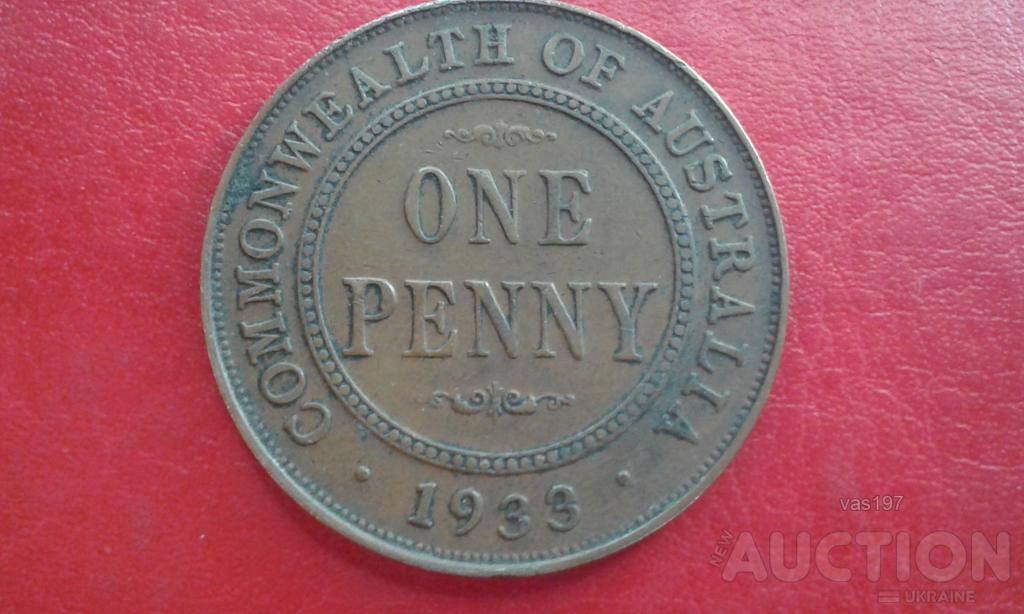 COMMONWEALTH OF AUSTRALIA
ONE
PENNY
· 1933 ·
vas197
NEW AUCTION
UKRAINE